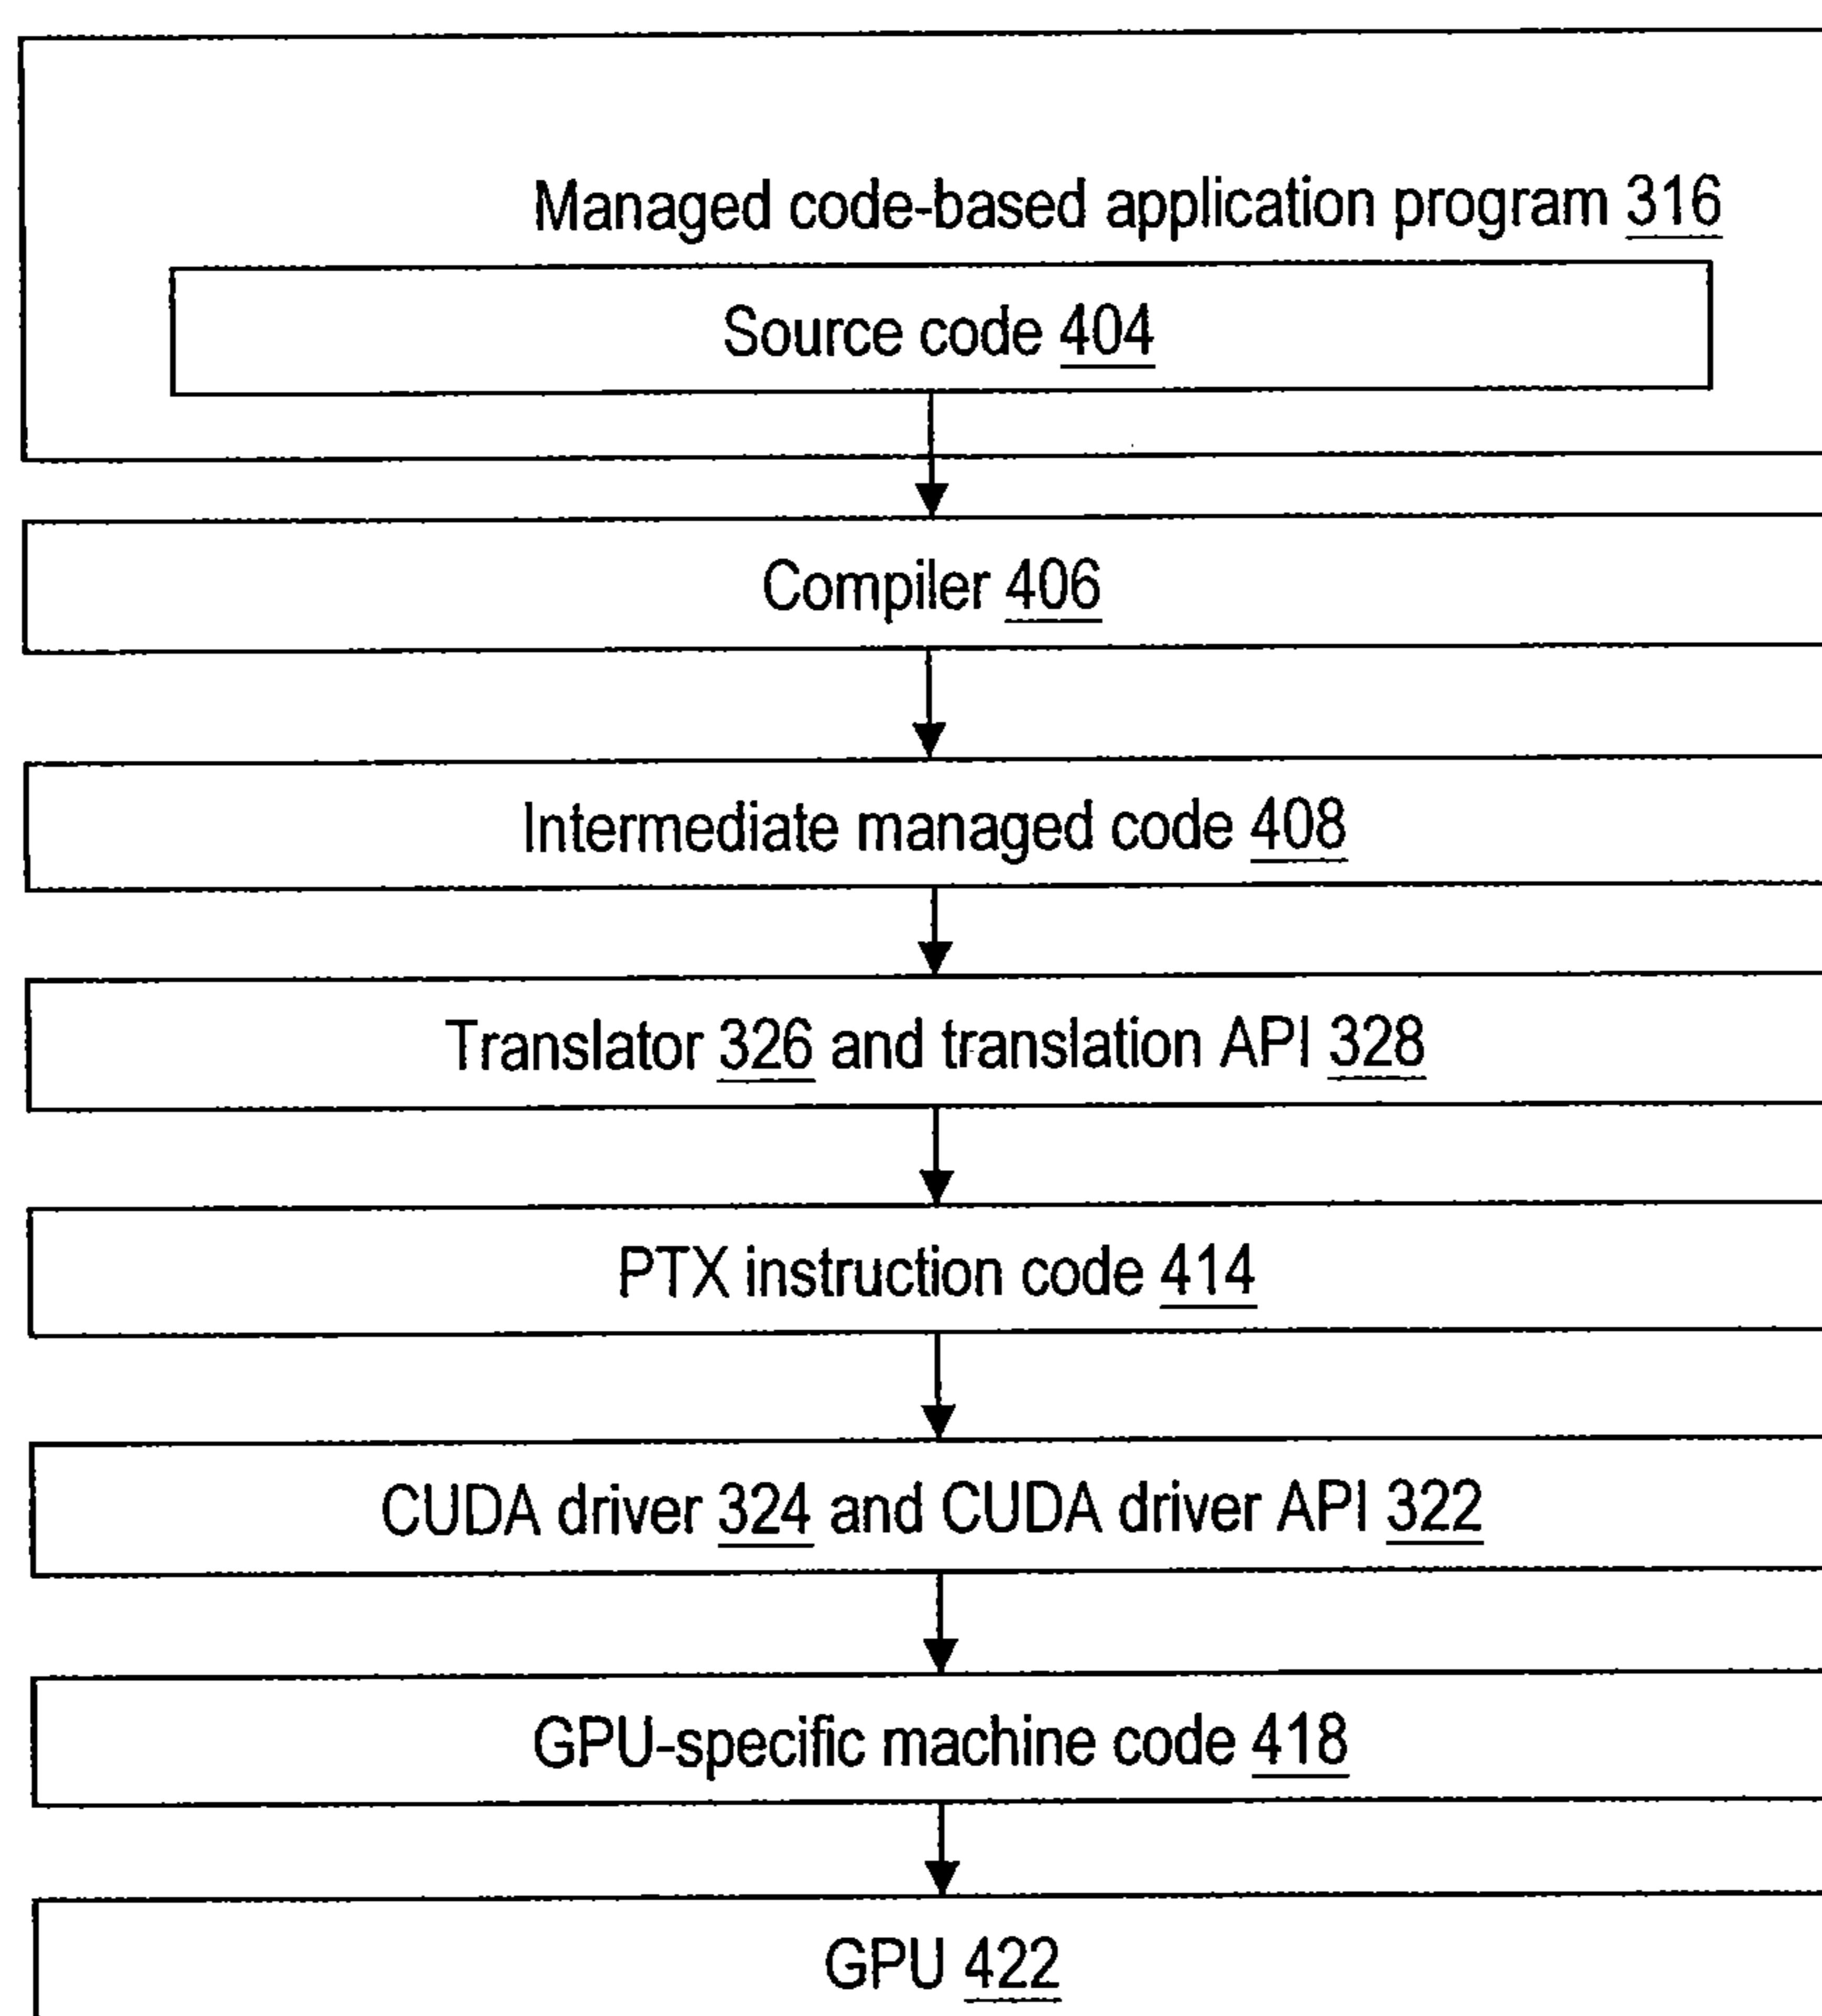 Managed code-based application program 316
Source code 404
Compiler 406
Intermediate managed code 408
Translator 326 and translation API 328
PTX instruction code 414
CUDA driver 324 and CUDA driver API 322
GPU-specific machine code 418
GPU 422